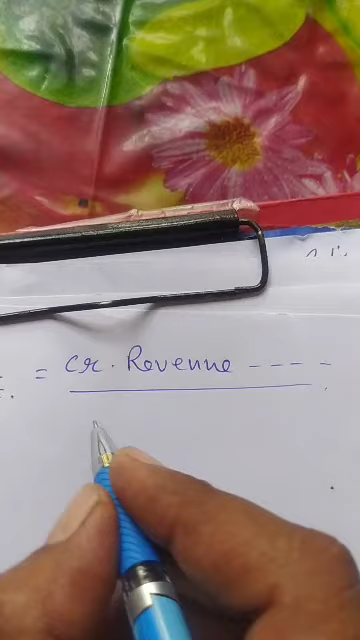 = Cr. Revenue ----